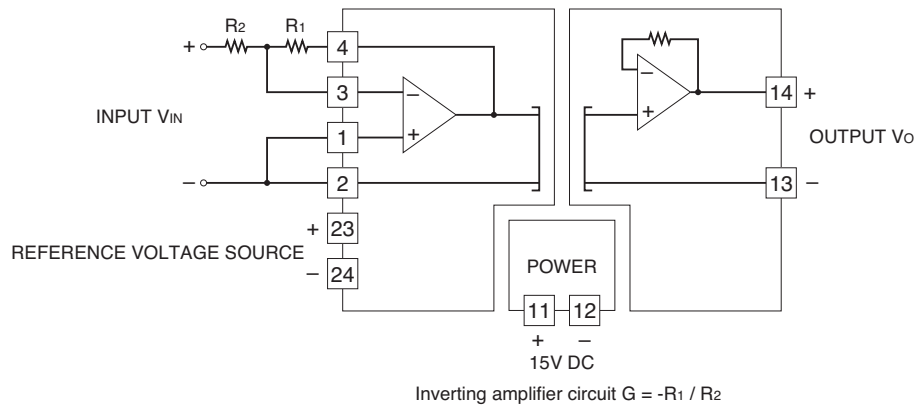 R2 R1
+ 4
3 – –
INPUT VIN
1 +
– 2
+ 23
REFERENCE VOLTAGE SOURCE
– 24
–
+
14 +
OUTPUT VO
13 –
POWER
11 12
+ –
15V DC
Inverting amplifier circuit G = -R1 / R2